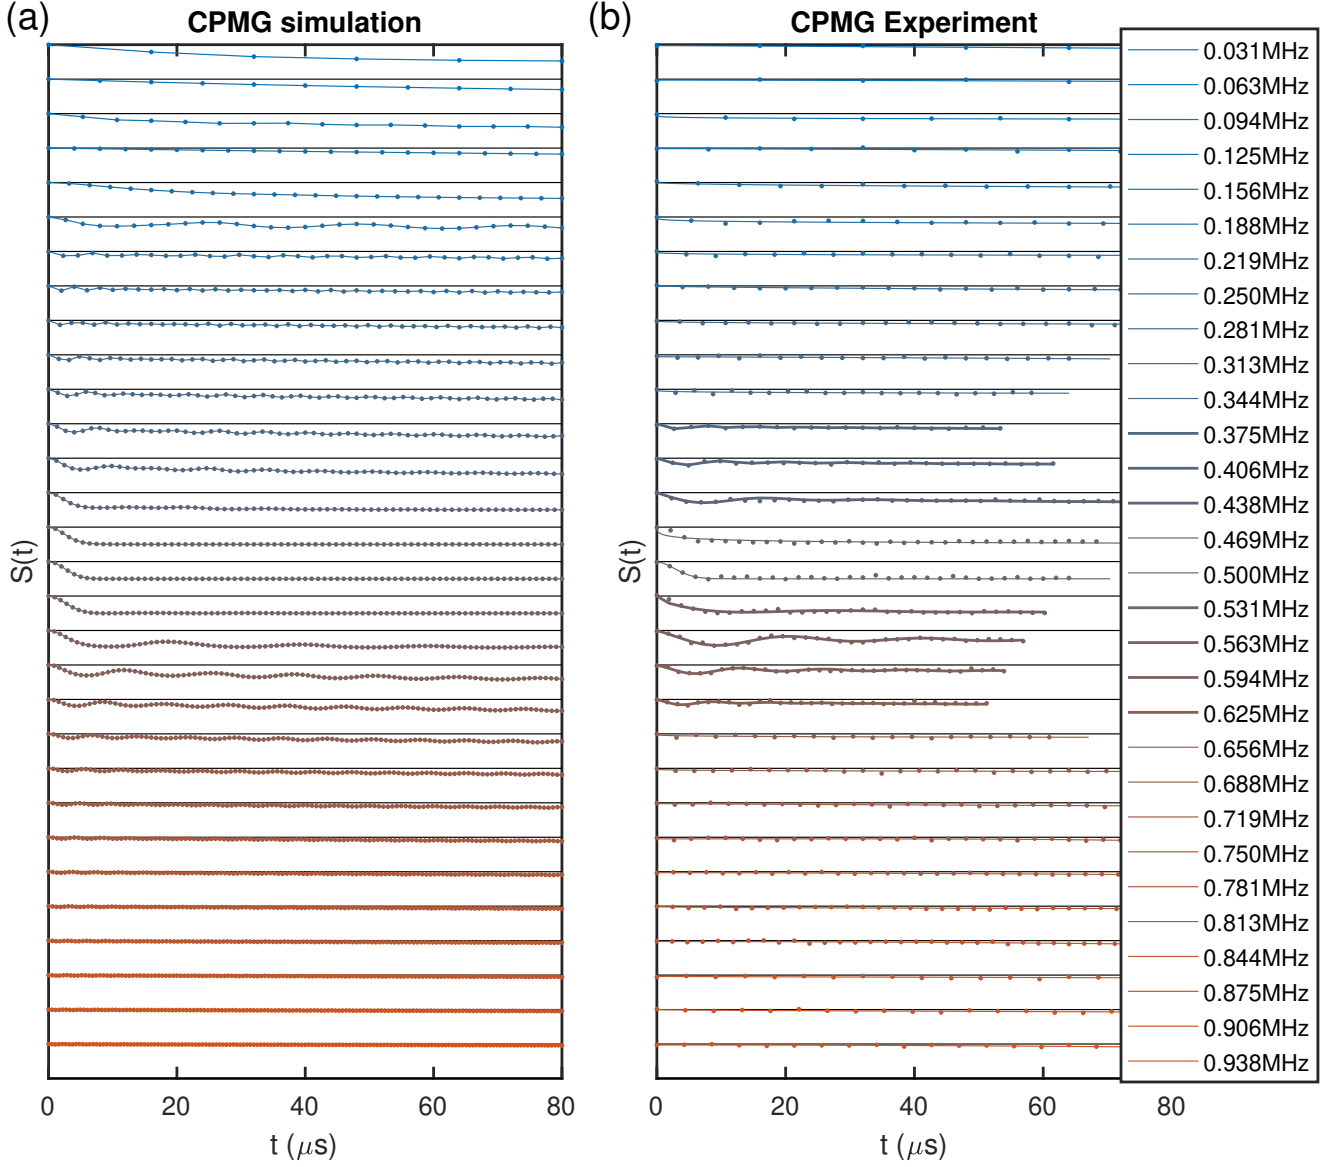 (a)
CPMG simulation
S(t)
0
20
40
60
80
t (μs)
(b)
CPMG Experiment
S(t)
0
20
40
60
80
t (μs)
0.031MHz
0.063MHz
0.094MHz
0.125MHz
0.156MHz
0.188MHz
0.219MHz
0.250MHz
0.281MHz
0.313MHz
0.344MHz
0.375MHz
0.406MHz
0.438MHz
0.469MHz
0.500MHz
0.531MHz
0.563MHz
0.594MHz
0.625MHz
0.656MHz
0.688MHz
0.719MHz
0.750MHz
0.781MHz
0.813MHz
0.844MHz
0.875MHz
0.906MHz
0.938MHz